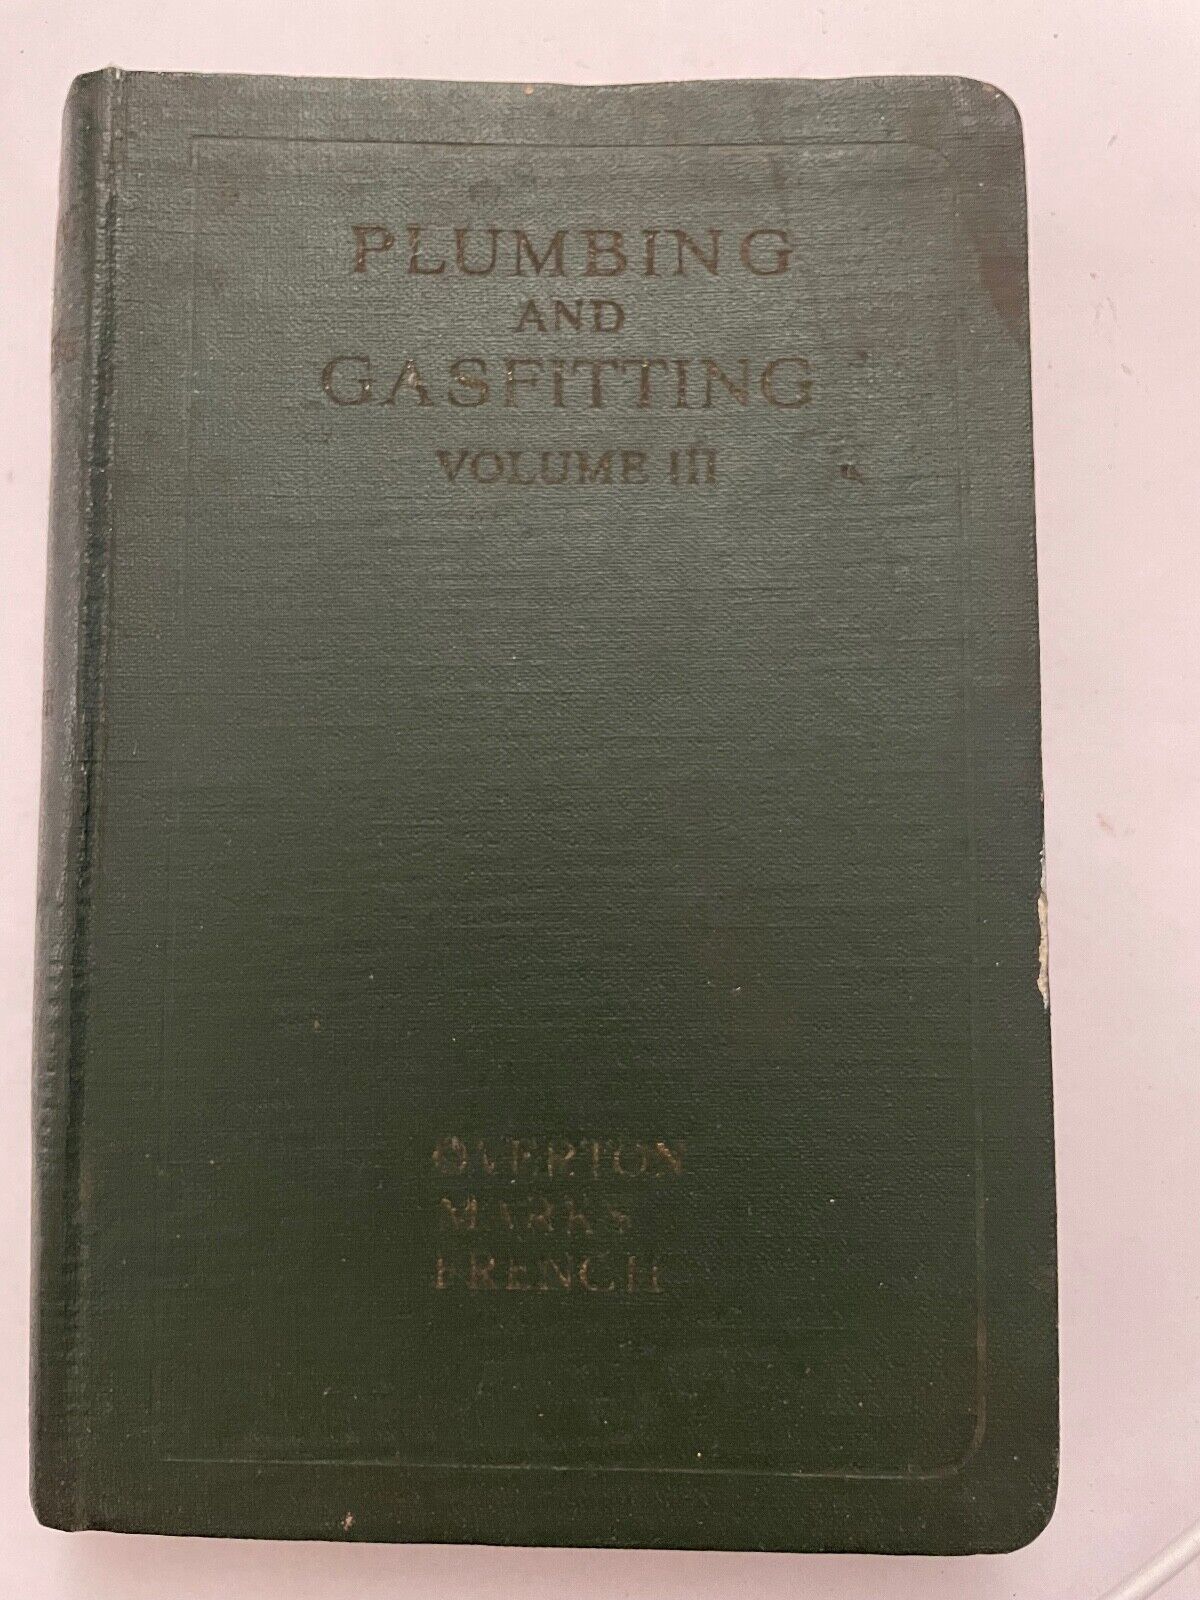 PLUMBING
AND
GASFITTING
VOLUME III
OVERTON
MARKS
FRENCH